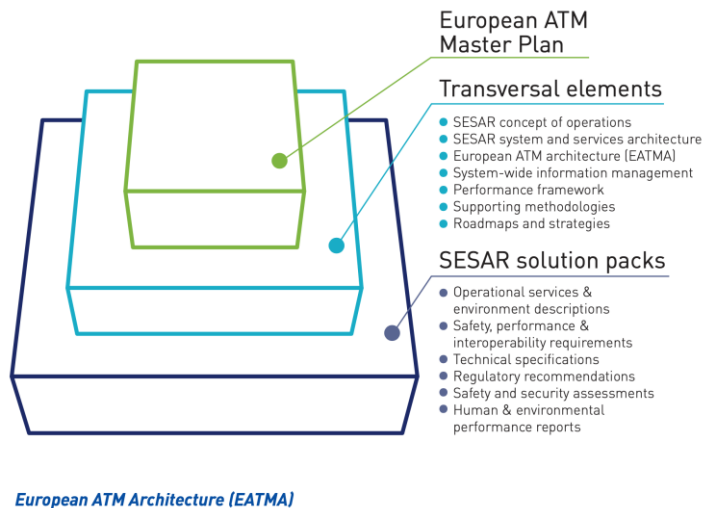 European ATM
Master Plan
Transversal elements
SESAR concept of operations
SESAR system and services architecture
European ATM architecture (EATMA)
System-wide information management
Performance framework
Supporting methodologies
Roadmaps and strategies
SESAR solution packs
Operational services &
environment descriptions
Safety, performance &
interoperability requirements
Technical specifications
Regulatory recommendations
Safety and security assessments
Human & environmental
performance reports
European ATM Architecture (EATMA)